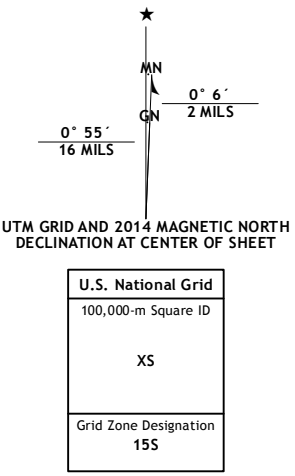 ★
MN
0° 6´
2 MILS
GN
0° 55´
16 MILS
UTM GRID AND 2014 MAGNETIC NORTH
DECLINATION AT CENTER OF SHEET
U.S. National Grid
100,000-m Square ID
XS
Grid Zone Designation
15S